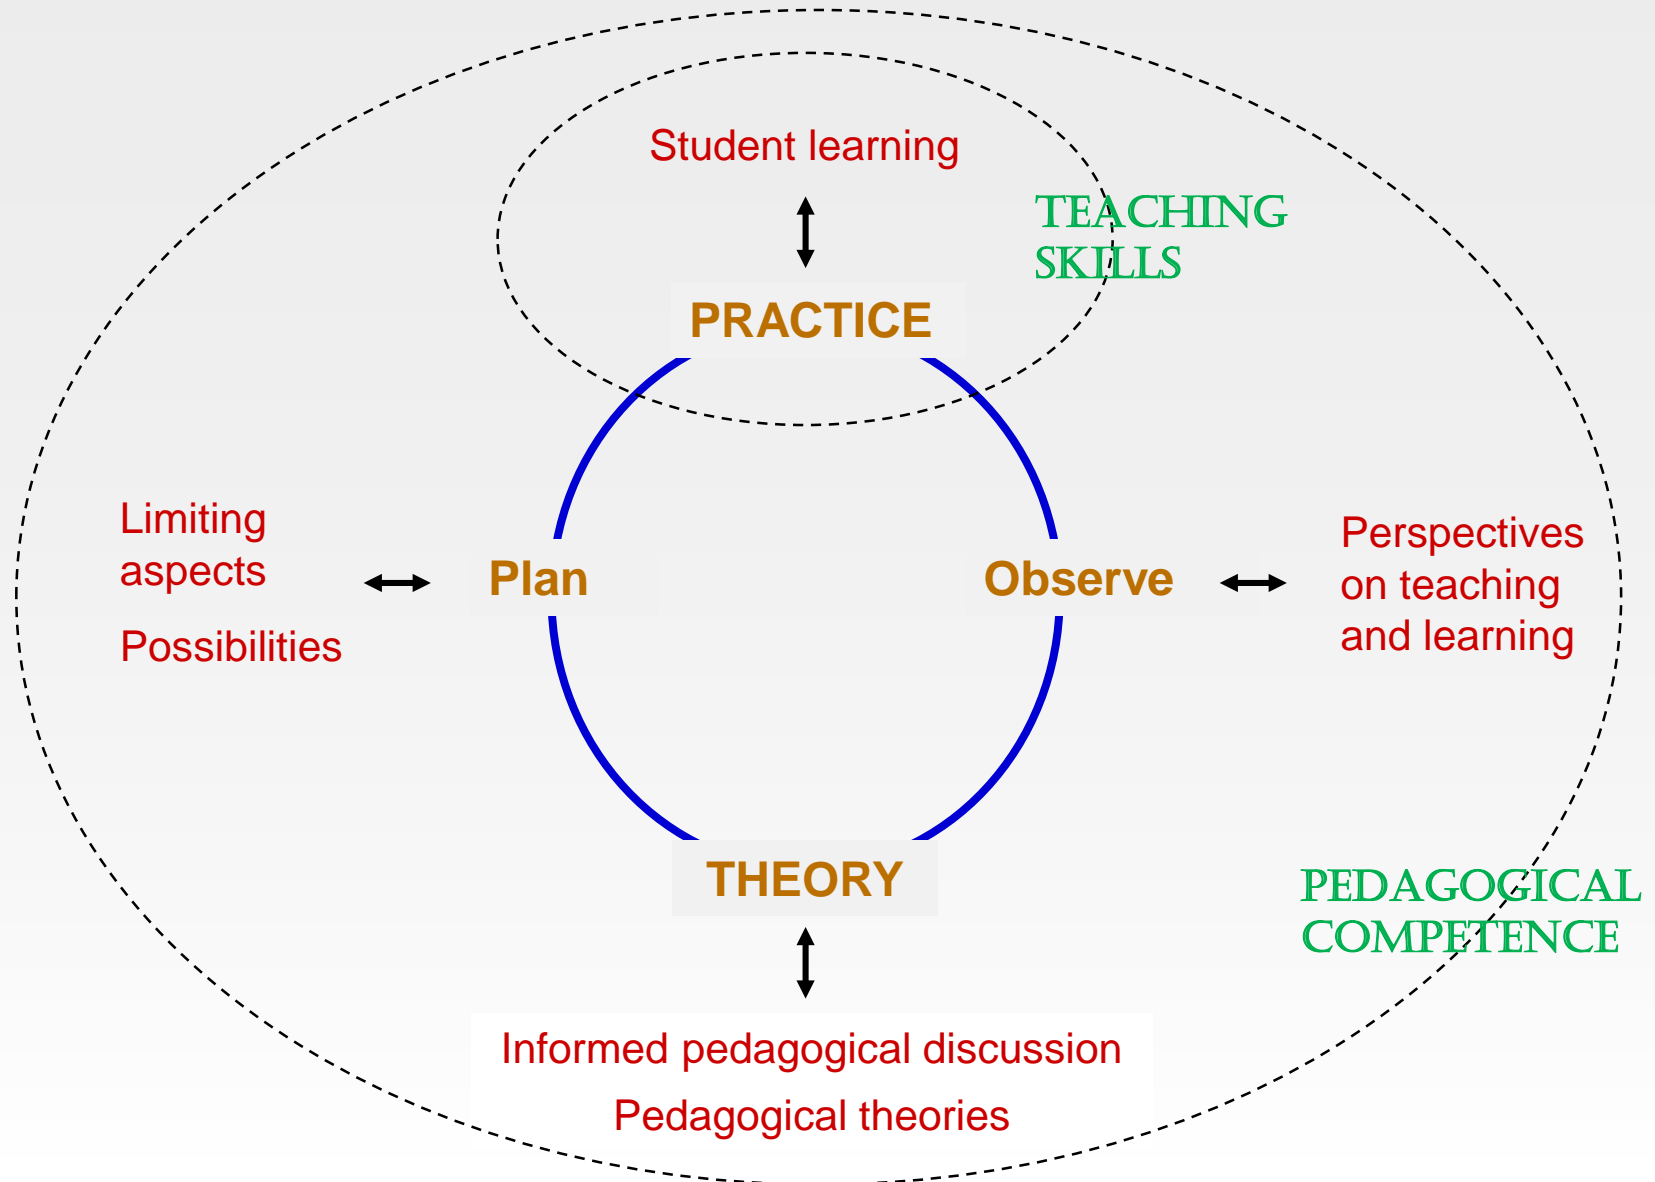 Student learning
TEACHING
SKILLS
PRACTICE
Limiting
aspects
Possibilities
Plan
Observe
Perspectives
on teaching
and learning
THEORY
PEDAGOGICAL
COMPETENCE
Informed pedagogical discussion
Pedagogical theories